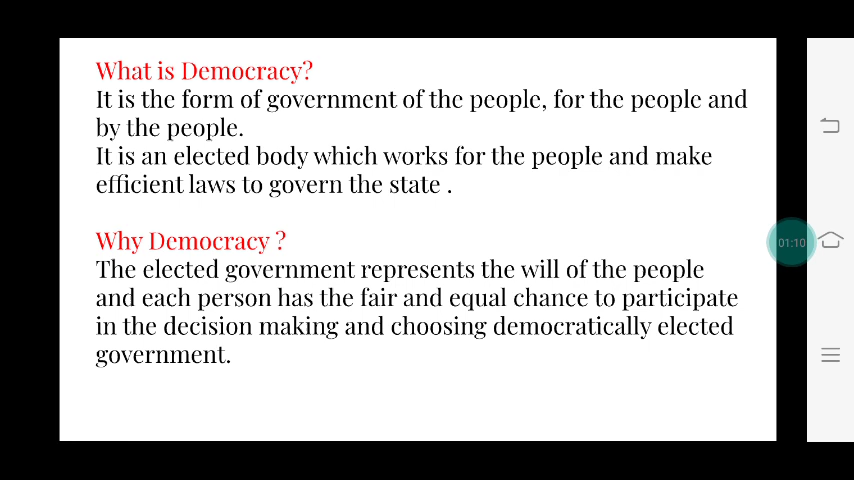 What is Democracy?
It is the form of government of the people, for the people and
by the people.
It is an elected body which works for the people and make
efficient laws to govern the state .
Why Democracy ?
The elected government represents the will of the people
and each person has the fair and equal chance to participate
in the decision making and choosing democratically elected
government.
01:10